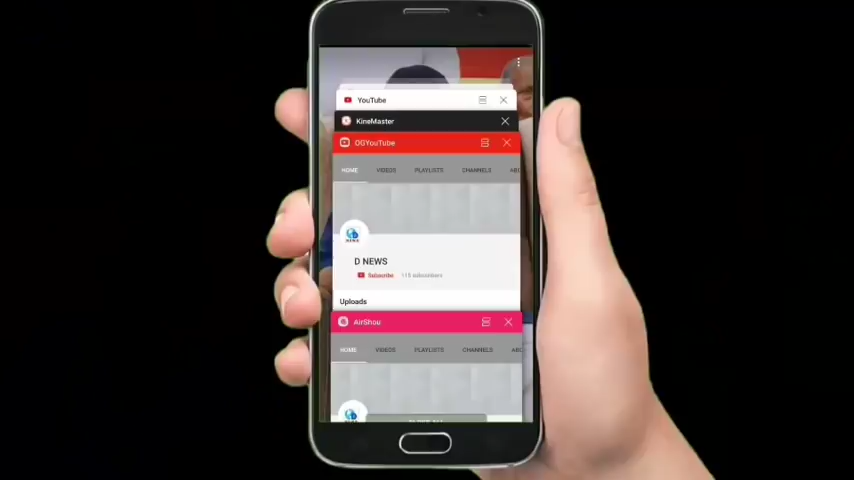 YouTube
KineMaster
OGYouTube
HOME VIDEOS PLAYLISTS CHANNELS
D NEWS
Subscribe 115 subscribers
Uploads
AirShou
HOME VIDEOS PLAYLISTS CHANNELS